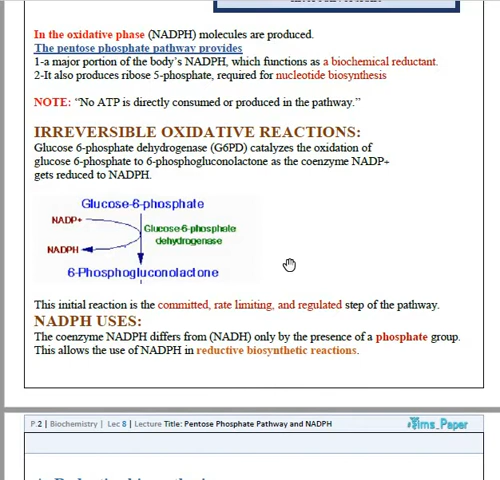 In the oxidative phase (NADPH) molecules are produced.
The pentose phosphate pathway provides
1-a major portion of the body's NADPH, which functions as a biochemical reductant.
2-It also produces ribose 5-phosphate, required for nucleotide biosynthesis
NOTE: “No ATP is directly consumed or produced in the pathway.”
IRREVERSIBLE OXIDATIVE REACTIONS:
Glucose 6-phosphate dehydrogenase (G6PD) catalyzes the oxidation of
glucose 6-phosphate to 6-phosphogluconolactone as the coenzyme NADP+
gets reduced to NADPH.
Glucose-6-phosphate
NADP+
Glucose-6-phosphate
dehydrogenase
NADPH
6-Phosphogluconolactone
This initial reaction is the committed, rate limiting, and regulated step of the pathway.
NADPH USES:
The coenzyme NADPH differs from (NADH) only by the presence of a phosphate group.
This allows the use of NADPH in reductive biosynthetic reactions.
P.2 | Biochemistry | Lec 8 | Lecture Title: Pentose Phosphate Pathway and NADPH